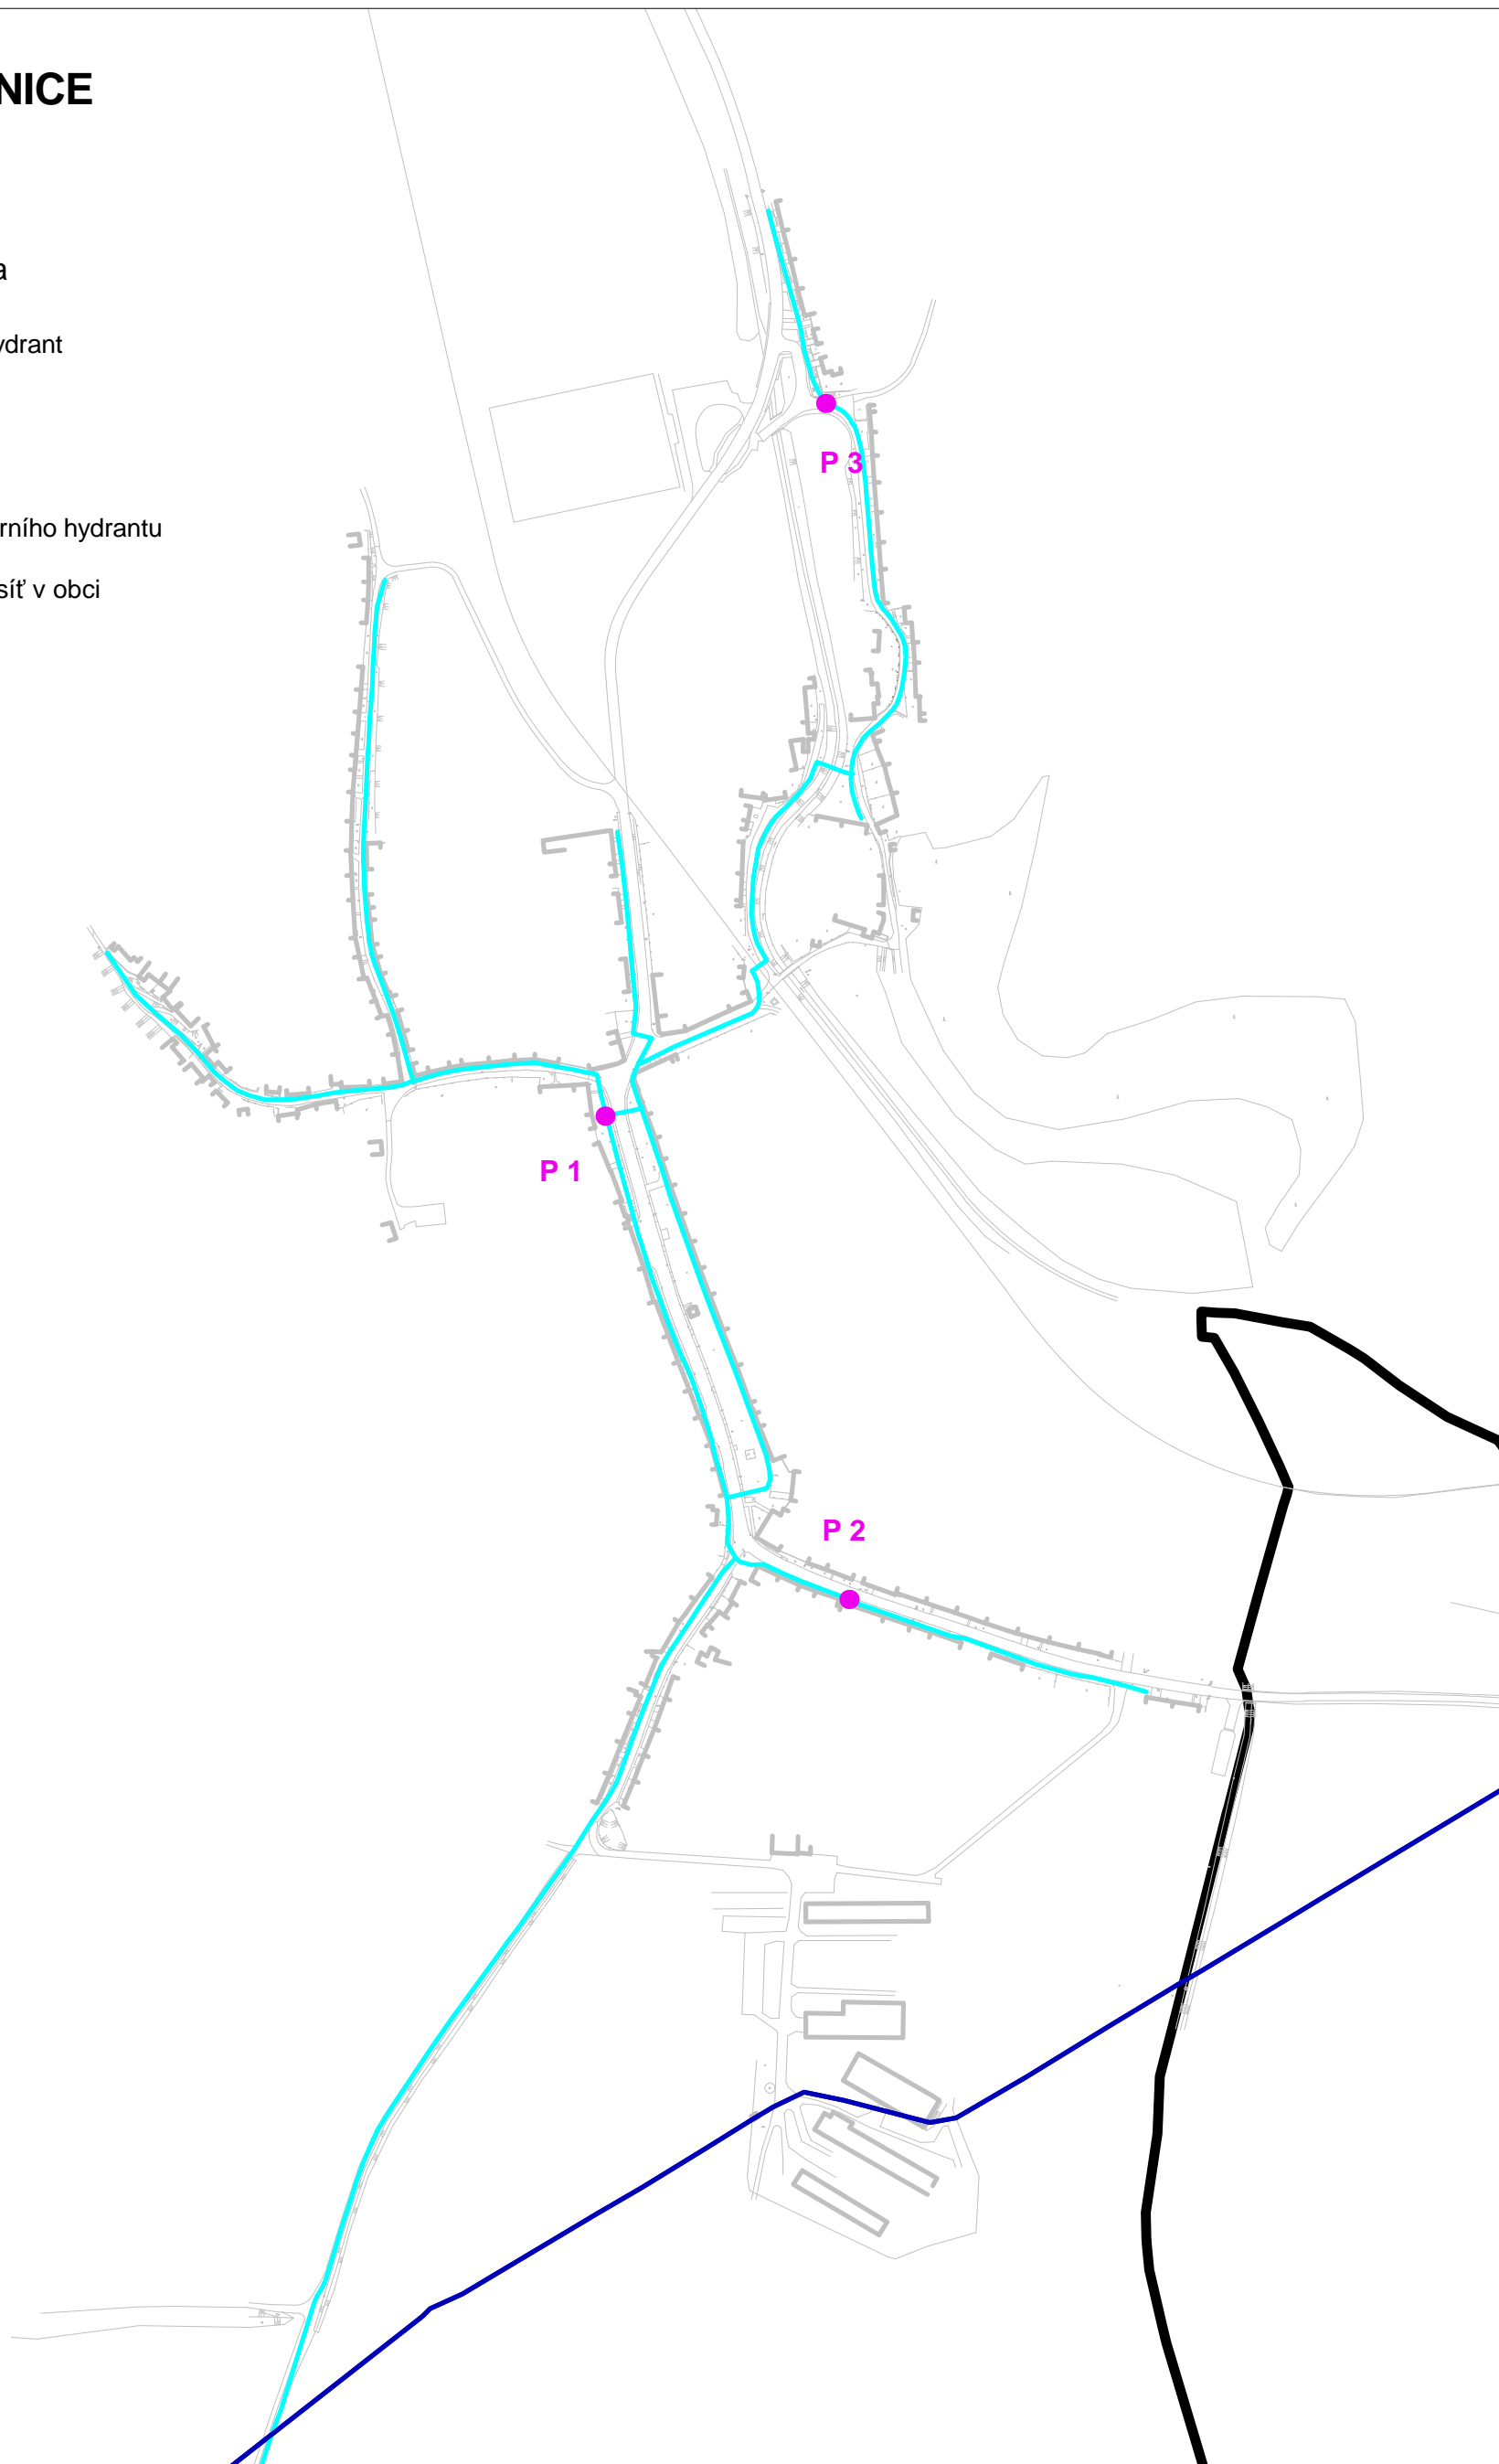 NICE
a
ydrant
P 3
rního hydrantu
síť v obci
P 1
P 2